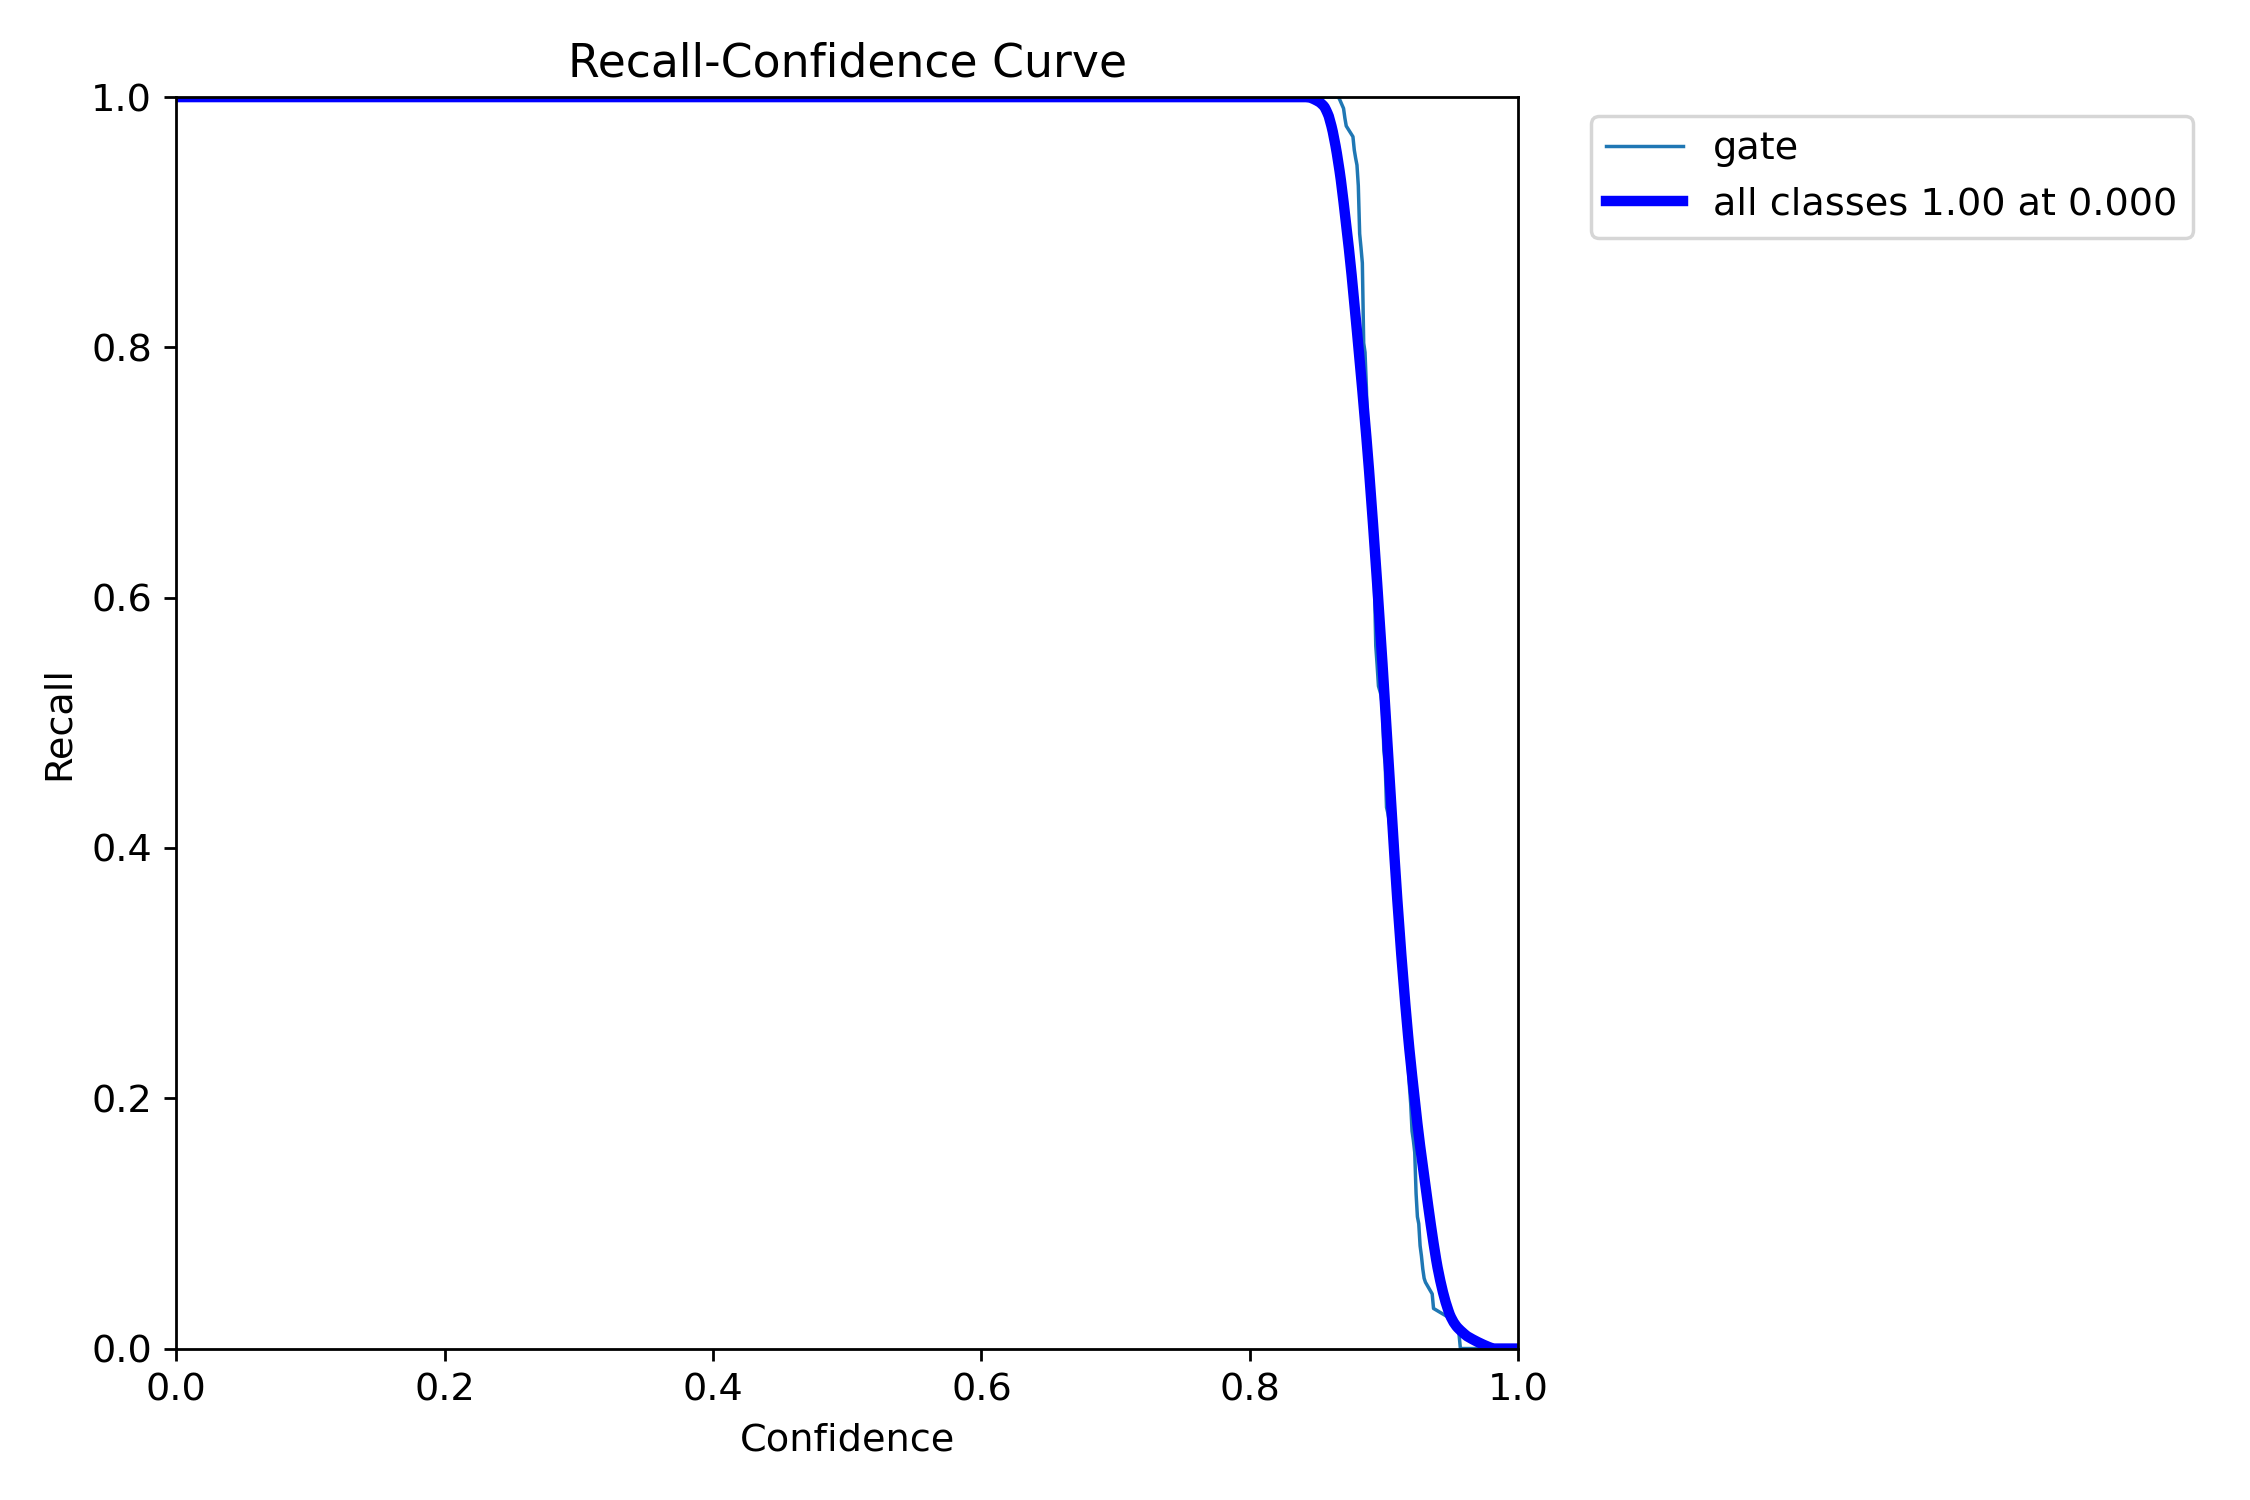 Recall-Confidence Curve
1.0
0.8
0.6
0.4
0.2
0.0
Recall
0.0 0.2 0.4 0.6 0.8 1.0
Confidence
gate
all classes 1.00 at 0.000